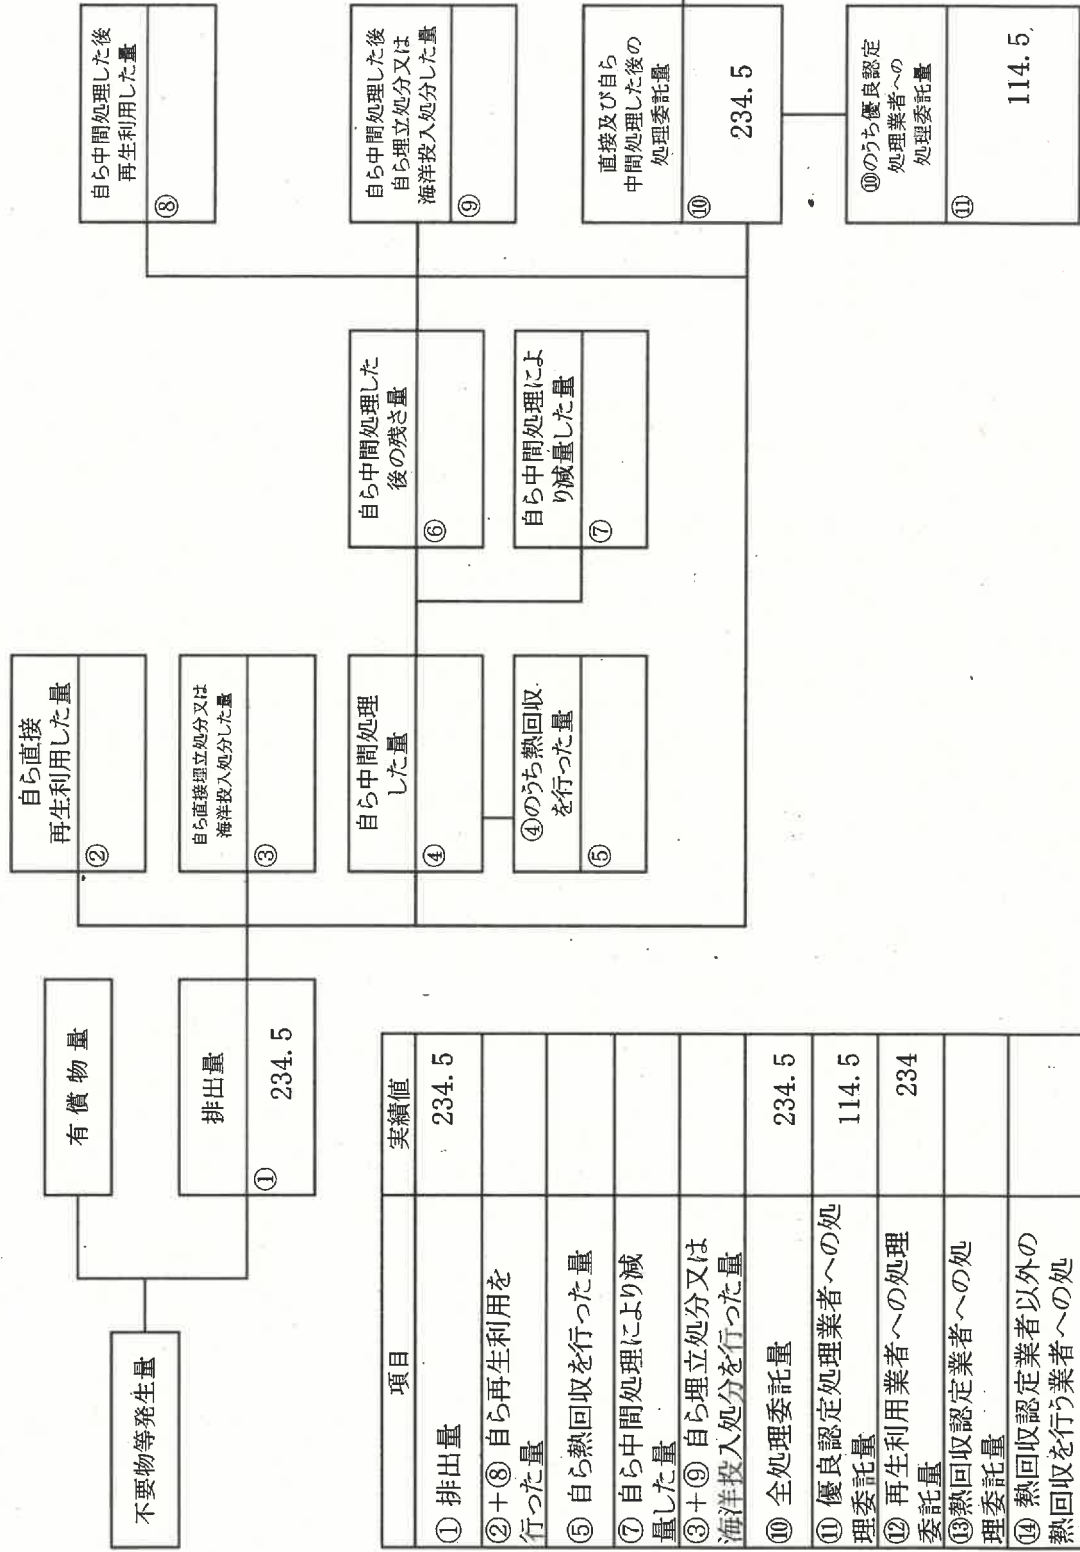 不要物等発生量
有償物量
排出量
① 234.5
自ら直接
再生利用した量
②
自ら直接埋立処分又は
海洋投入処分した量
③
自ら中間処理
した量
④
④のうち熱回収
を行った量
⑤
自ら中間処理した
後の残さ量
⑥
自ら中間処理によ
り減量した量
⑦
自ら中間処理した後
再生利用した量
⑧
自ら中間処理した後
自ら埋立処分又は
海洋投入処分した量
⑨
直接及び自ら
中間処理した後の
処理委託量
⑩ 234.5
⑩のうち優良認定
処理業者への
処理委託量
⑪ 114.5
項目 実績値
① 排出量 234.5
②+⑧ 自ら再生利用を
行った量
⑤ 自ら熱回収を行った量
⑦ 自ら中間処理により減
量した量
③+⑨ 自ら埋立処分又は
海洋投入処分を行った量
⑩ 全処理委託量 234.5
⑪ 優良認定処理業者への処
理委託量 114.5
⑫ 再生利用業者への処理
委託量 234
⑬熱回収認定業者への処
理委託量
⑭ 熱回収認定業者以外の
熱回収を行う業者への処